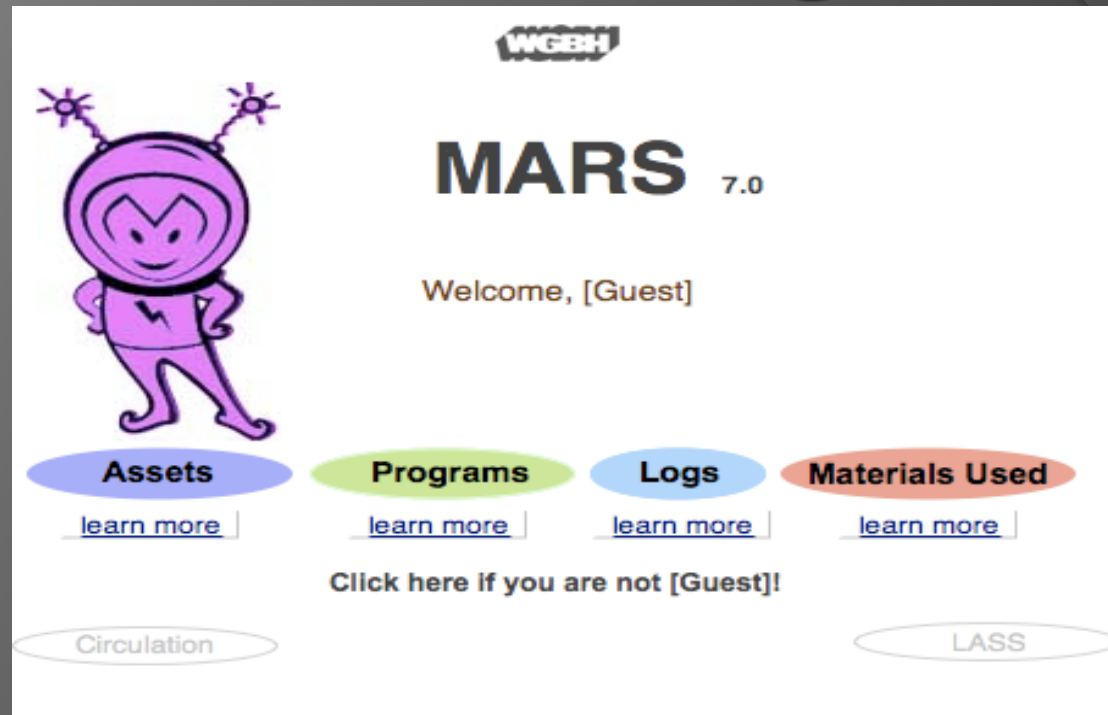 WGBH
MARS 7.0
Welcome, [Guest]
Assets Programs Logs Materials Used
learn more learn more learn more learn more
Click here if you are not [Guest]!
Circulation LASS